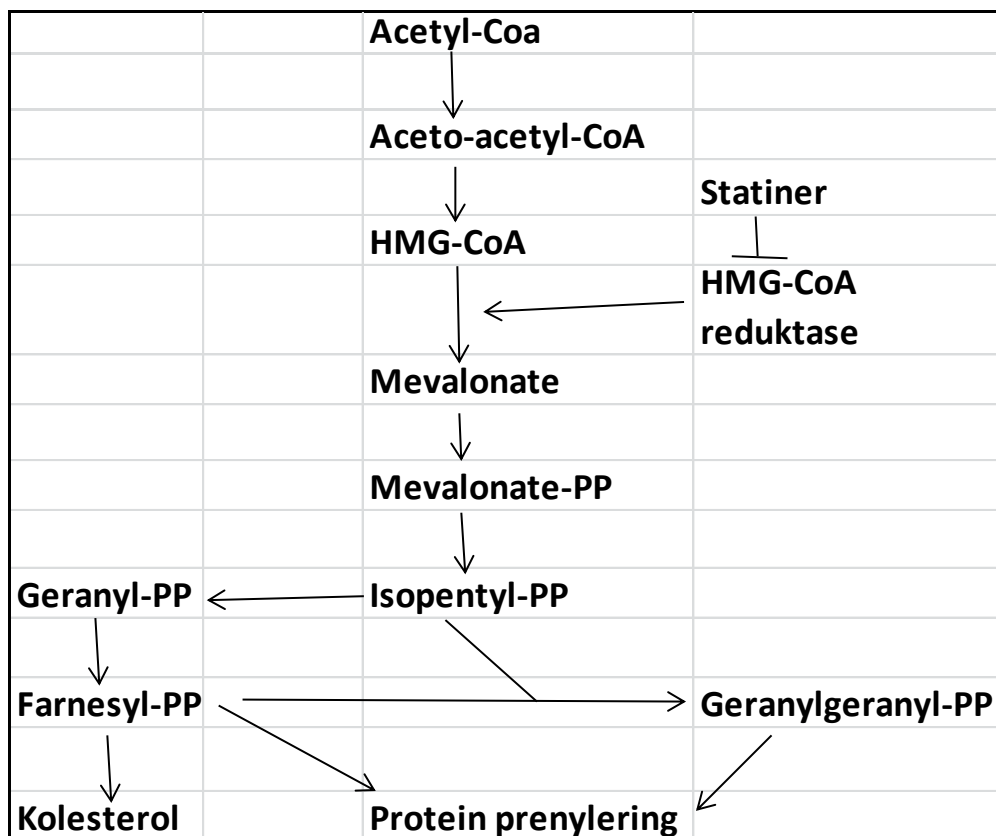 Acetyl-Coa
Aceto-acetyl-CoA
Statiner
HMG-CoA
HMG-CoA
reduktase
Mevalonate
Mevalonate-PP
Geranyl-PP
Isopentyl-PP
Farnesyl-PP
Geranylgeranyl-PP
Kolesterol
Protein prenylering